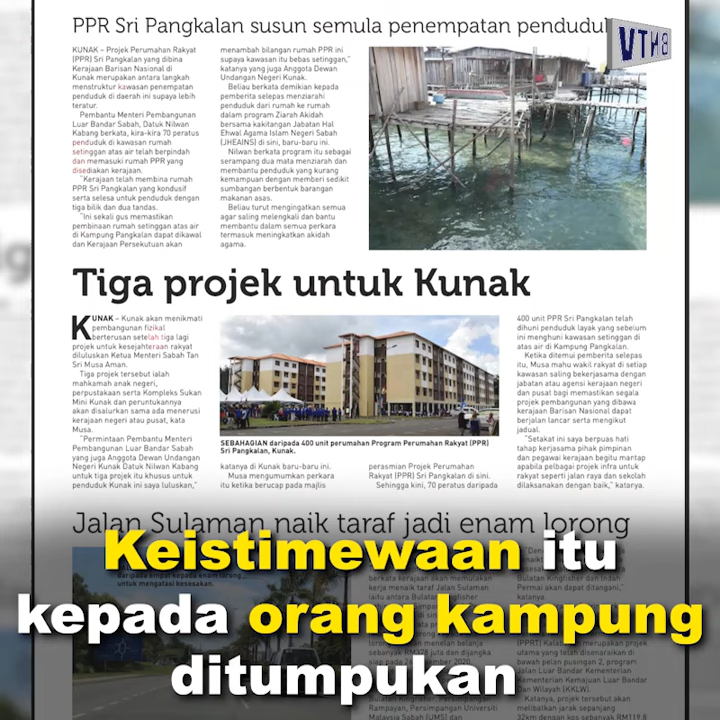 PPR Sri Pangkalan susun semula penempatan penduduk
VTNB
KUNAK – Projek Perumahan Rakyat
(PPR) Sri Pangkalan yang dibina
Kerajaan Barisan Nasional di
Kunak merupakan antara langkah
menstruktur kawasan penempatan
penduduk di daerah ini supaya lebih
teratur.
Pembantu Menteri Pembangunan
Luar Bandar Sabah, Datuk Nilwan
Kabang berkata, kira-kira 70 peratus
penduduk di kawasan rumah
setinggan atas air telah berpindah
dan memasuki rumah PPR yang
disediakan kerajaan.
"Kerajaan telah membina rumah
PPR Sri Pangkalan yang kondusif
serta selesa untuk penduduk dengan
tiga bilik dan dua tandas.
"Ini sekali gus memastikan
pembinaan rumah setinggan atas air
di Kampung Pangkalan dapat dikawal
dan Kerajaan Persekutuan akan
menambah bilangan rumah PPR ini
supaya kawasan itu bebas setinggan,"
katanya yang juga Anggota Dewan
Undangan Negeri Kunak.
Beliau berkata demikian kepada
pemberita selepas menziarahi
penduduk dari rumah ke rumah
dalam program Ziarah Akidah
bersama kakitangan Jabatan Hal
Ehwal Agama Islam Negeri Sabah
(JHEAINS) di sini, baru-baru ini.
Nilwan berkata program itu sebagai
serampang dua mata menziarah dan
membantu penduduk yang kurang
kemampuan dengan memberi sedikit
sumbangan berbentuk barangan
makanan asas.
Beliau turut mengingatkan semua
agar saling melengkali dan bantu
membantu dalam semua perkara
termasuk meningkatkan akidah
agama.
Tiga projek untuk Kunak
KUNAK – Kunak akan menikmati
pembangunan fizikal
berterusan setelah tiga lagi
projek untuk kesejahteraan rakyat
diluluskan Ketua Menteri Sabah Tan
Sri Musa Aman.
Tiga projek tersebut ialah
mahkamah anak negeri,
perpustakaan serta Kompleks Sukan
Mini Kunak dan peruntukannya
akan disalurkan sama ada menerusi
kerajaan negeri atau pusat, kata
Musa.
"Permintaan Pembantu Menteri
Pembangunan Luar Bandar Sabah
yang juga Anggota Dewan Undangan
Negeri Kunak Datuk Nilwan Kabang
untuk tiga projek itu khusus untuk
penduduk Kunak ini saya luluskan,"
SEBAHAGIAN daripada 400 unit perumahan Program Perumahan Rakyat (PPR)
Sri Pangkalan, Kunak.
katanya di Kunak baru-baru ini.
Musa mengumumkan perkara
itu ketika berucap pada majlis
perasmian Projek Perumahan
Rakyat (PPR) Sri Pangkalan di sini.
Sehingga kini, 70 peratus daripada
400 unit PPR Sri Pangkalan telah
dihuni penduduk layak yang sebelum
ini menghuni kawasan setinggan di
atas air di Kampung Pangkalan.
Ketika ditemui pemberita selepas
itu, Musa mahu wakil rakyat di setiap
kawasan saling bekerjasama dengan
jabatan atau agensi kerajaan negeri
dan pusat bagi memastikan segala
projek pembangunan yang dibawa
kerajaan Barisan Nasional dapat
berjalan lancar serta mengikut
jadual.
"Setakat ini saya berpuas hati
tahap kerjasama pihak pimpinan
dan pegawai kerajaan begitu mantap
apabila pelbagai projek infra untuk
rakyat seperti jalan raya dan sekolah
dilaksanakan dengan baik," katanya.
Jalan Sulaman naik taraf jadi enam lorong
Keistimewaan itu
kepada orang kampung
ditumpukan